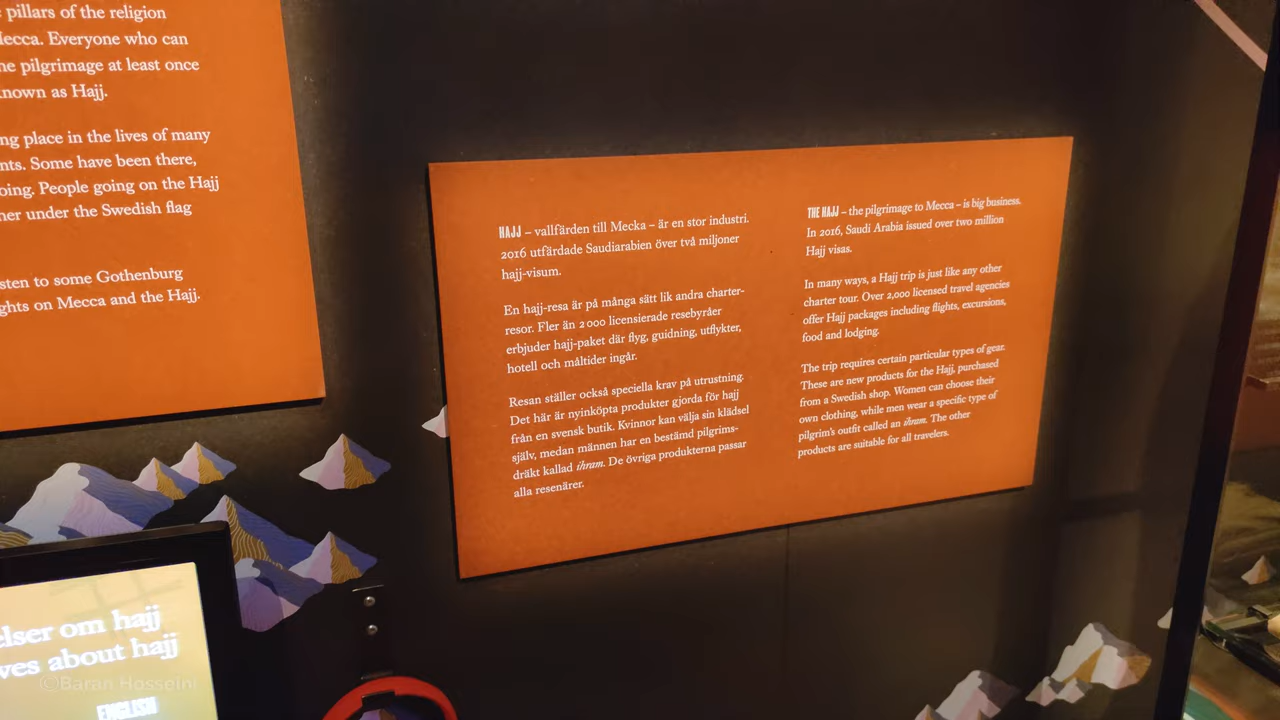 pillars of the religion
Mecca. Everyone who can
pilgrimage at least once
known as Hajj.
place in the lives of many
Some have been there,
People going on the Hajj
under the Swedish flag
to some Gothenburg
on Mecca and the Hajj.
HAJJ – vallfärden till Mecka – är en stor industri.
2016 utfärdade Saudiarabien över två miljoner
hajj-visum.
En hajj-resa är på många sätt lik andra charter-
resor. Fler än 2 000 licensierade resebyråer
erbjuder hajj-paket där flyg, guidning, utflykter,
hotell och måltider ingår.
Resan ställer också speciella krav på utrustning.
Det här är nyinköpta produkter gjorda för hajj
från en svensk butik. Kvinnor kan välja sin klädsel
själv, medan männen har en bestämd pilgrims-
dräkt kallad ihram. De övriga produkterna passar
alla resenärer.
THE HAJJ – the pilgrimage to Mecca – is big business.
In 2016, Saudi Arabia issued over two million
Hajj visas.
In many ways, a Hajj trip is just like any other
charter tour. Over 2,000 licensed travel agencies
offer Hajj packages including flights, excursions,
food and lodging.
The trip requires certain particular types of gear.
These are new products for the Hajj, purchased
from a Swedish shop. Women can choose their
own clothing, while men wear a specific type of
pilgrim's outfit called an ihram. The other
products are suitable for all travelers.
om hajj
about hajj
©Baran Hosseini
ENGLISH